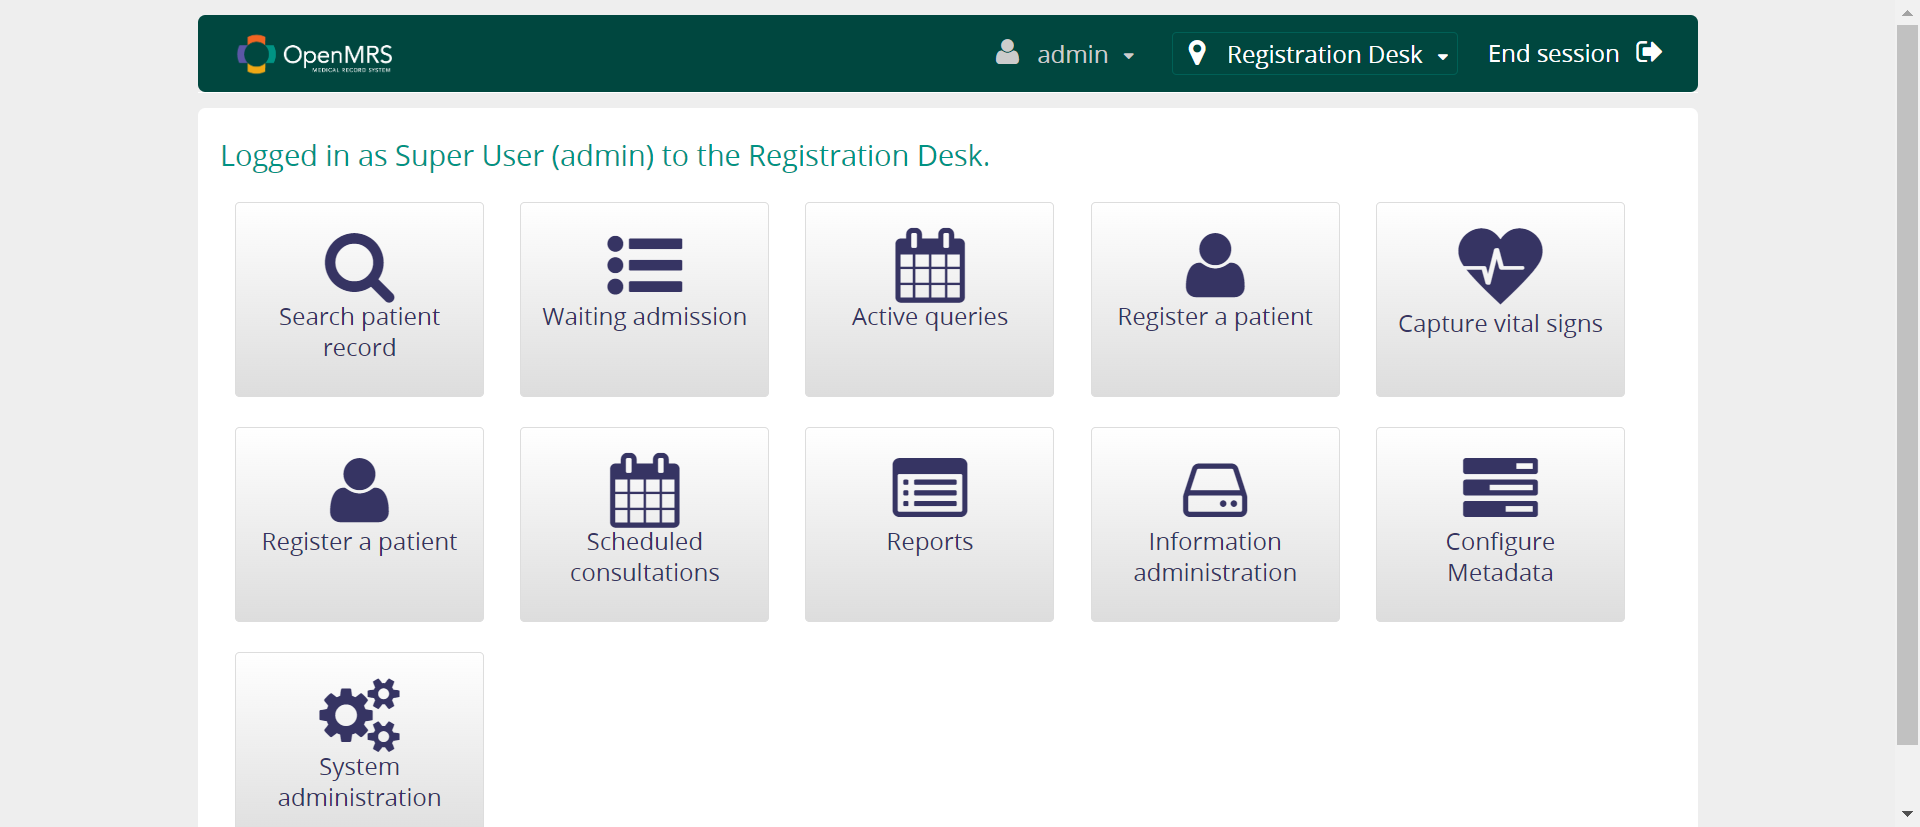 OpenMRS
MEDICAL RECORD SYSTEM
admin
Registration Desk
End session
Logged in as Super User (admin) to the Registration Desk.
Search patient
record
Waiting admission
Active queries
Register a patient
Capture vital signs
Register a patient
Scheduled
consultations
Reports
Information
administration
Configure
Metadata
System
administration